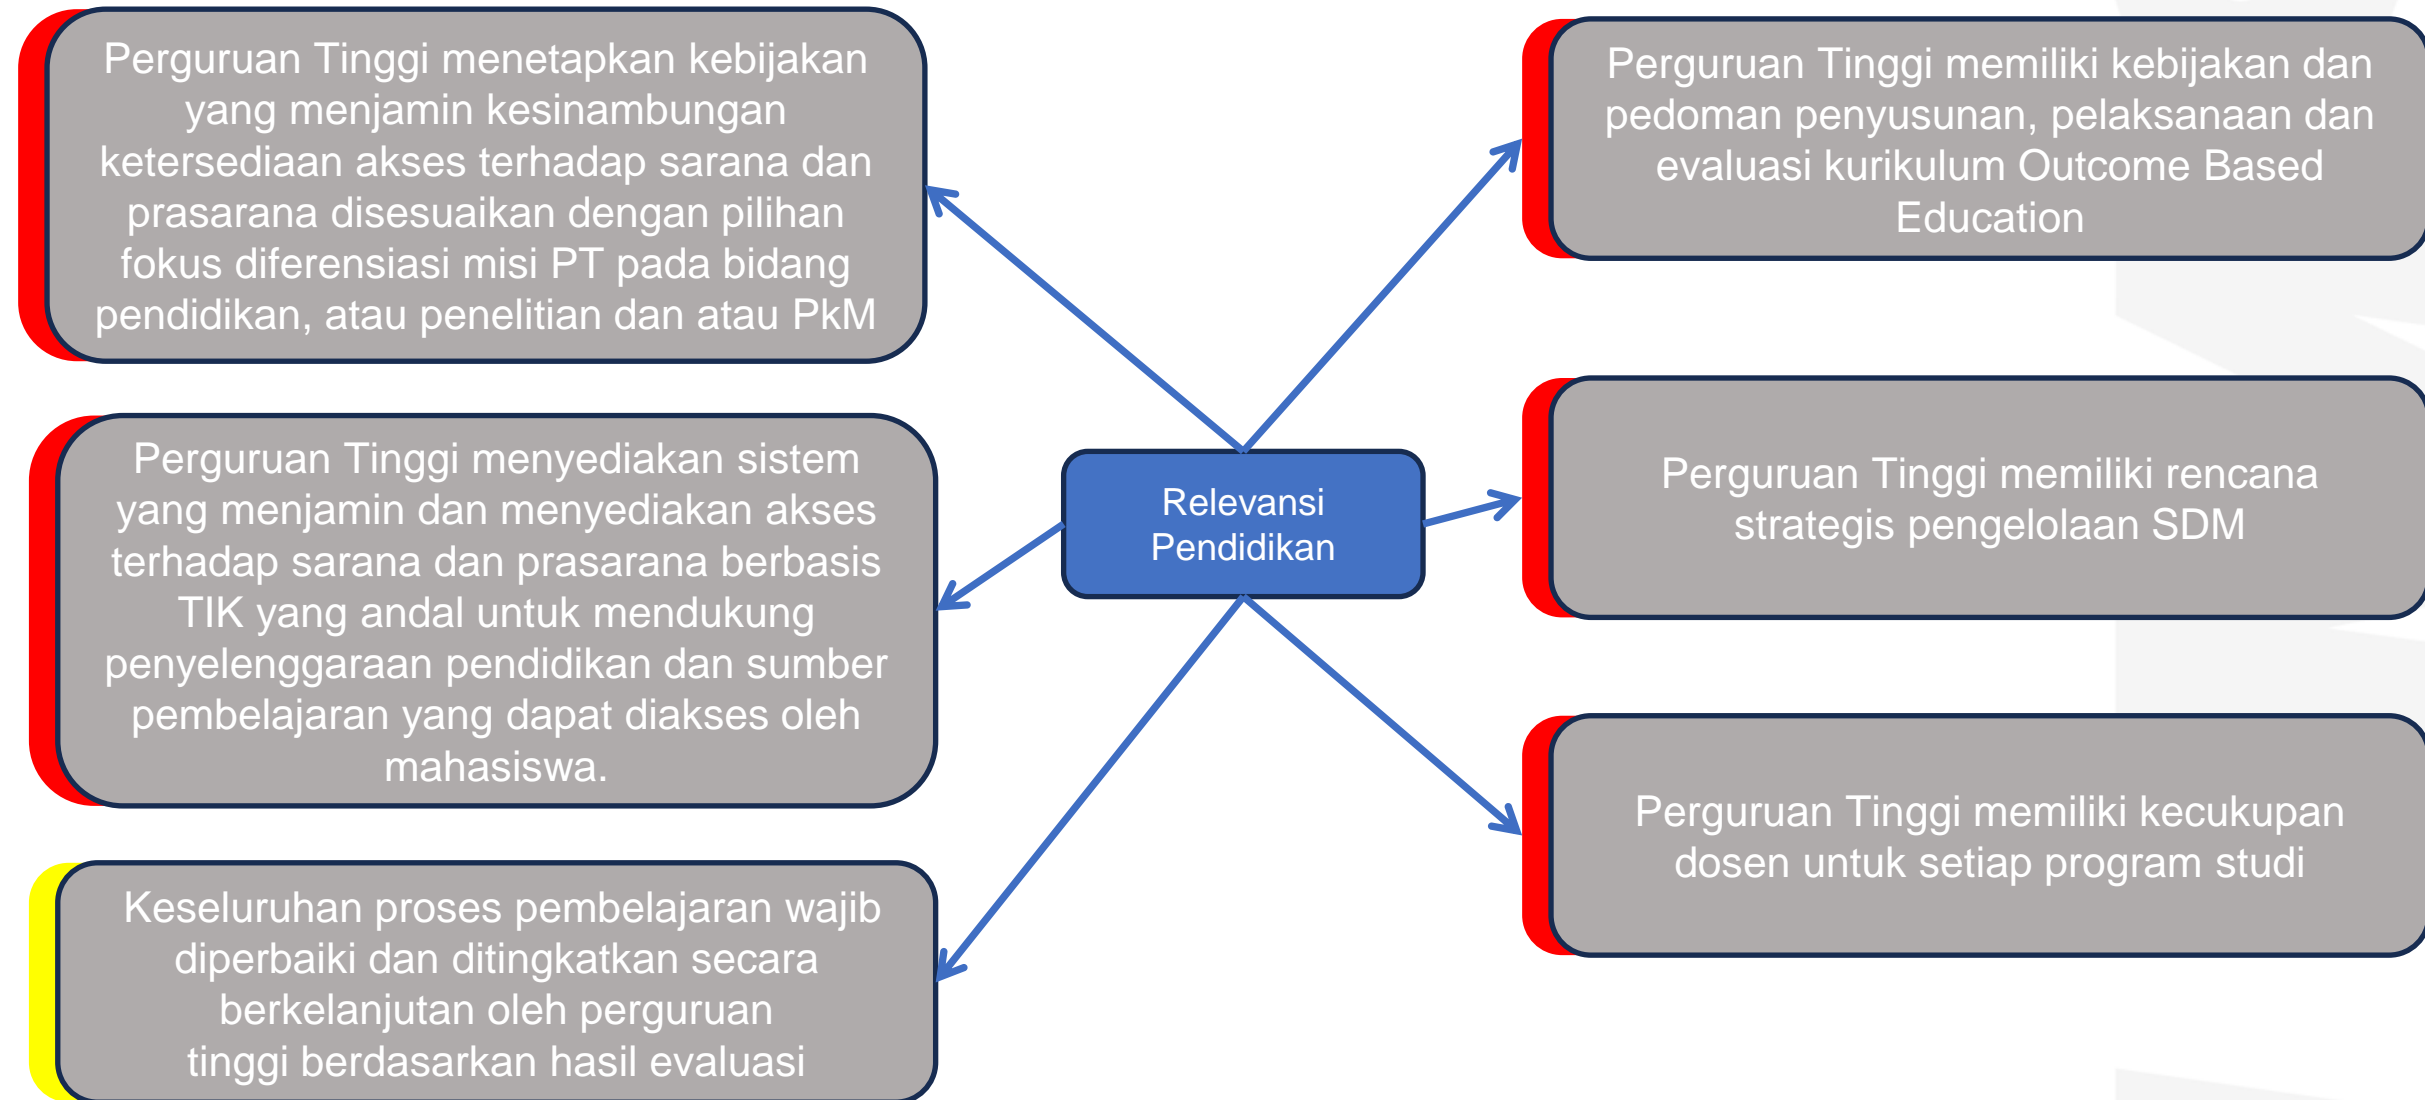 Perguruan Tinggi menetapkan kebijakan
yang menjamin kesinambungan
ketersediaan akses terhadap sarana dan
prasarana disesuaikan dengan pilihan
fokus diferensiasi misi PT pada bidang
pendidikan, atau penelitian dan atau PkM
Perguruan Tinggi menyediakan sistem
yang menjamin dan menyediakan akses
terhadap sarana dan prasarana berbasis
TIK yang andal untuk mendukung
penyelenggaraan pendidikan dan sumber
pembelajaran yang dapat diakses oleh
mahasiswa.
Keseluruhan proses pembelajaran wajib
diperbaiki dan ditingkatkan secara
berkelanjutan oleh perguruan
tinggi berdasarkan hasil evaluasi
Relevansi
Pendidikan
Perguruan Tinggi memiliki kebijakan dan
pedoman penyusunan, pelaksanaan dan
evaluasi kurikulum Outcome Based
Education
Perguruan Tinggi memiliki rencana
strategis pengelolaan SDM
Perguruan Tinggi memiliki kecukupan
dosen untuk setiap program studi